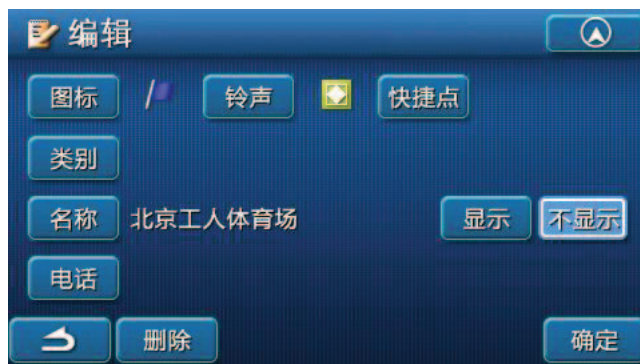 编辑
图标 铃声 快捷点
类别
名称 北京工人体育场 显示 不显示
电话
删除 确定